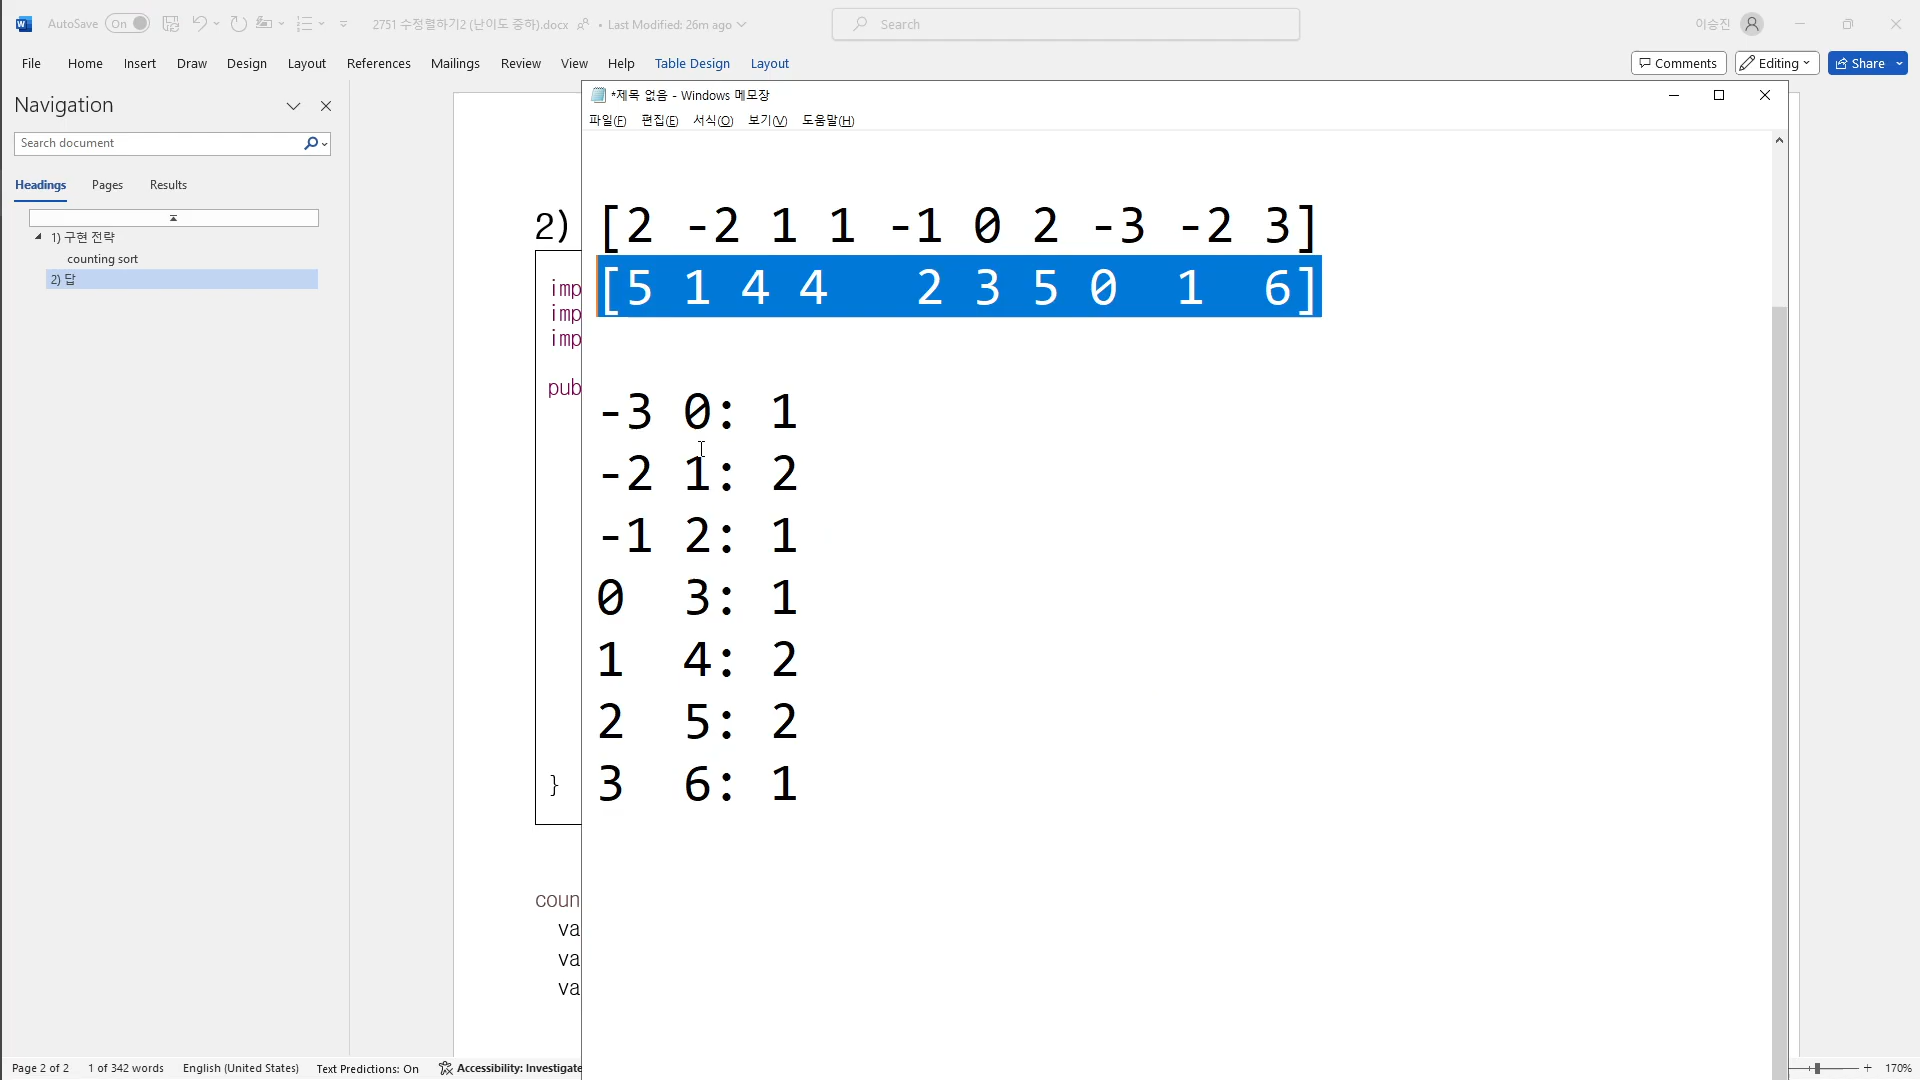 AutoSave On 2751 수정렬하기2 (난이도 중하).docx • Last Modified: 26m ago Search 이승진
File Home Insert Draw Design Layout References Mailings Review View Help Table Design Layout Comments Editing Share
Navigation
Search document
Headings Pages Results
1) 구현 전략
counting sort
2) 답
*제목 없음 - Windows 메모장
파일(F) 편집(E) 서식(O) 보기(V) 도움말(H)
2)
imp
imp
imp
pub
}
coun
va
va
va
[2 -2 1 1 -1 0 2 -3 -2 3]
[5 1 4 4 2 3 5 0 1 6]
-3 0: 1
-2 1: 2
-1 2: 1
0 3: 1
1 4: 2
2 5: 2
3 6: 1
Page 2 of 2 1 of 342 words English (United States) Text Predictions: On Accessibility: Investigate 170%